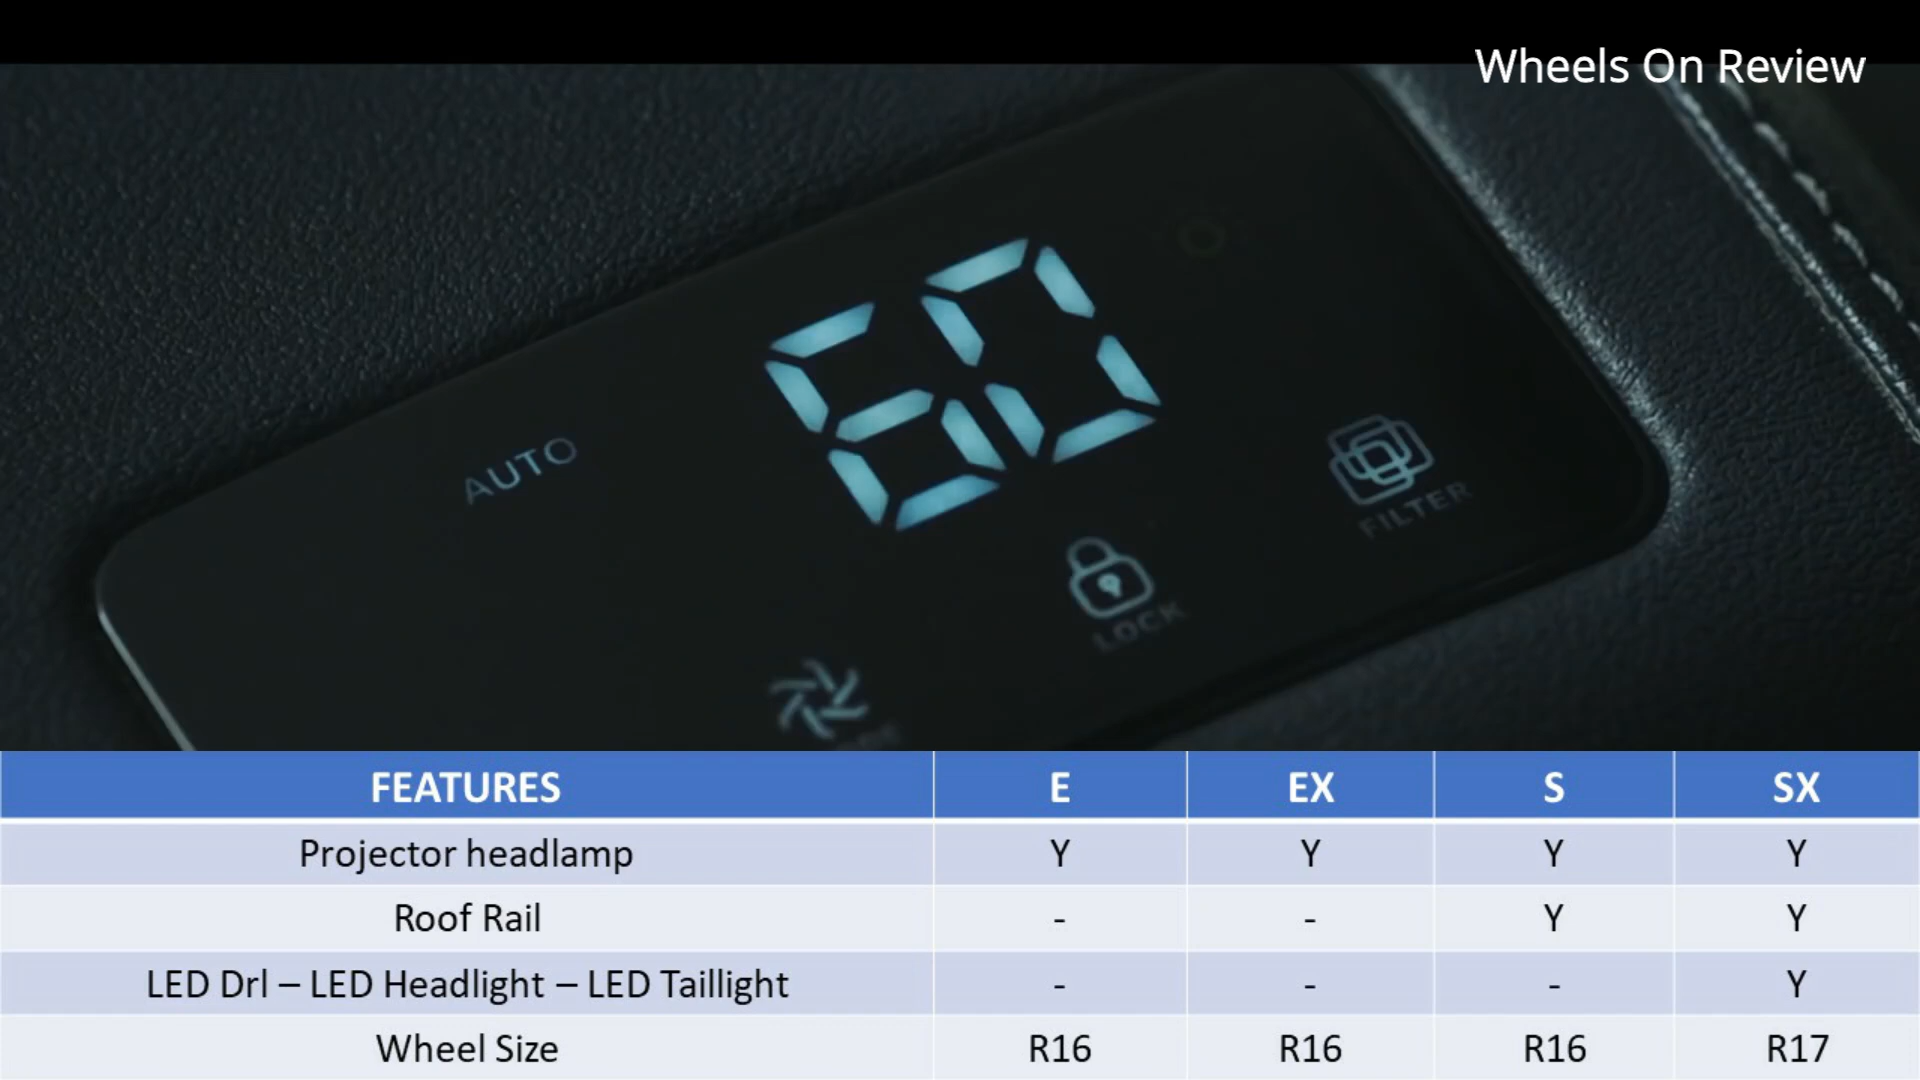 Wheels On Review
60
AUTO
FILTER
LOCK
FEATURES E EX S SX
Projector headlamp Y Y Y Y
Roof Rail - - Y Y
LED Drl – LED Headlight – LED Taillight - - - Y
Wheel Size R16 R16 R16 R17